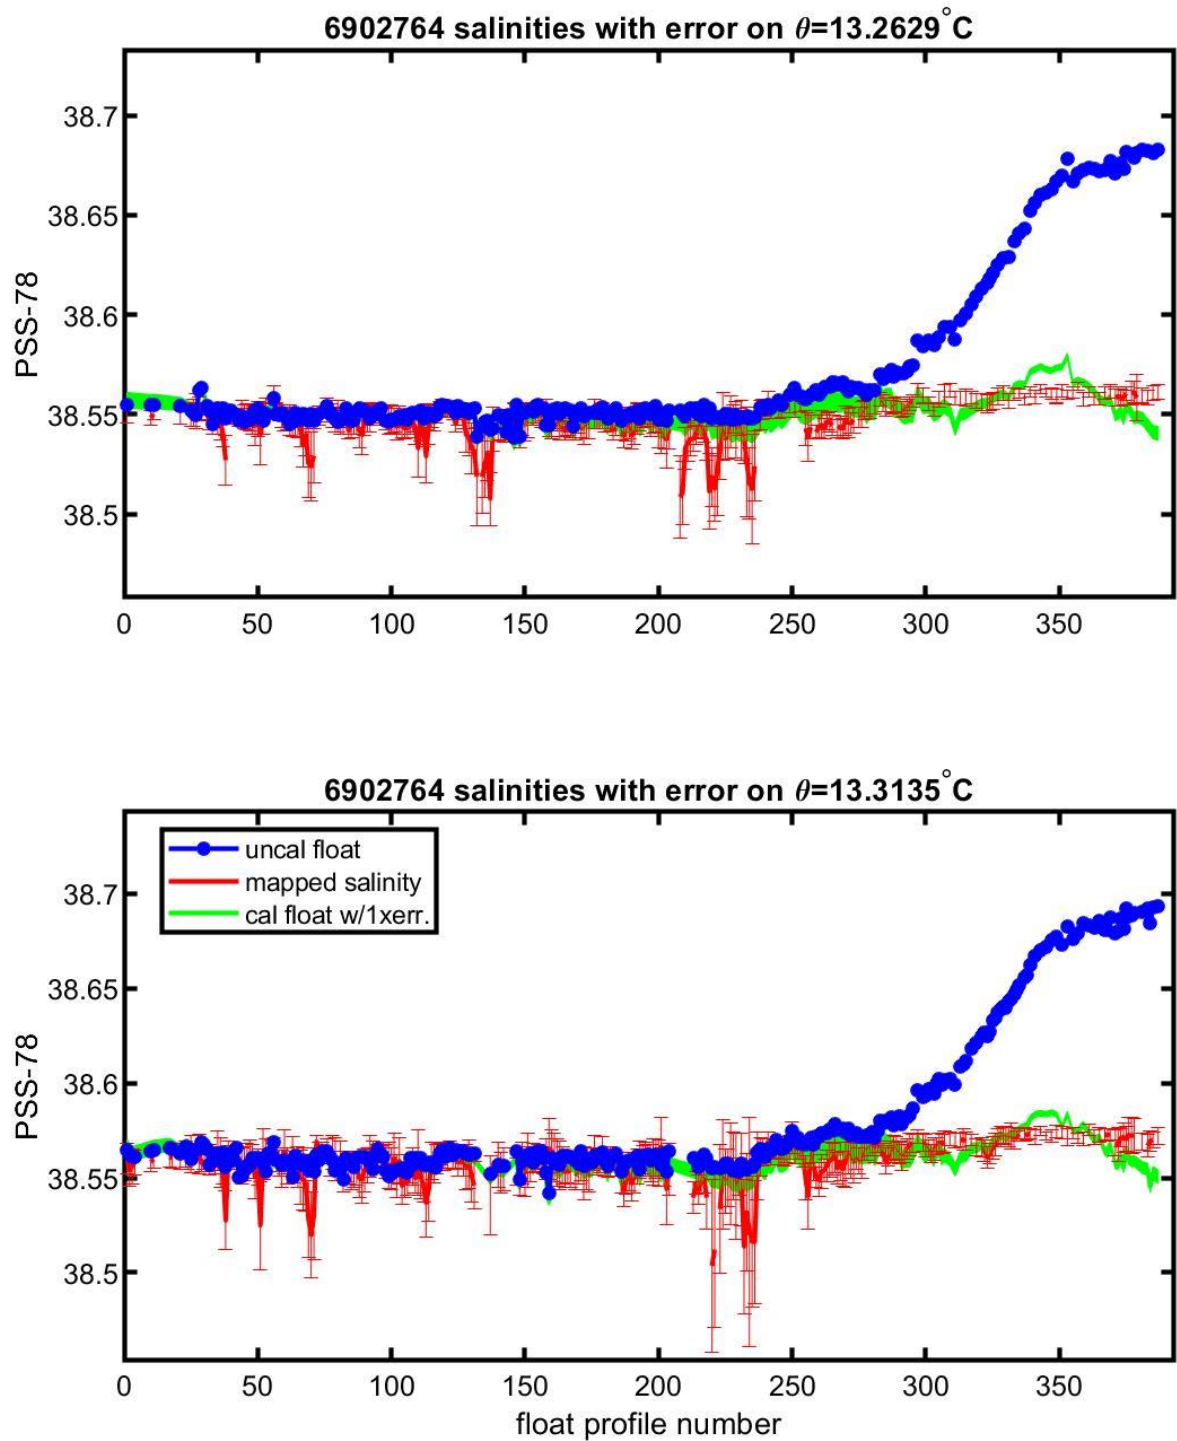 6902764 salinities with error on θ=13.2629°C
PSS-78
38.7
38.65
38.6
38.55
38.5
0 50 100 150 200 250 300 350
6902764 salinities with error on θ=13.3135°C
PSS-78
uncal float
mapped salinity
cal float w/1xerr.
38.7
38.65
38.6
38.55
38.5
0 50 100 150 200 250 300 350
float profile number